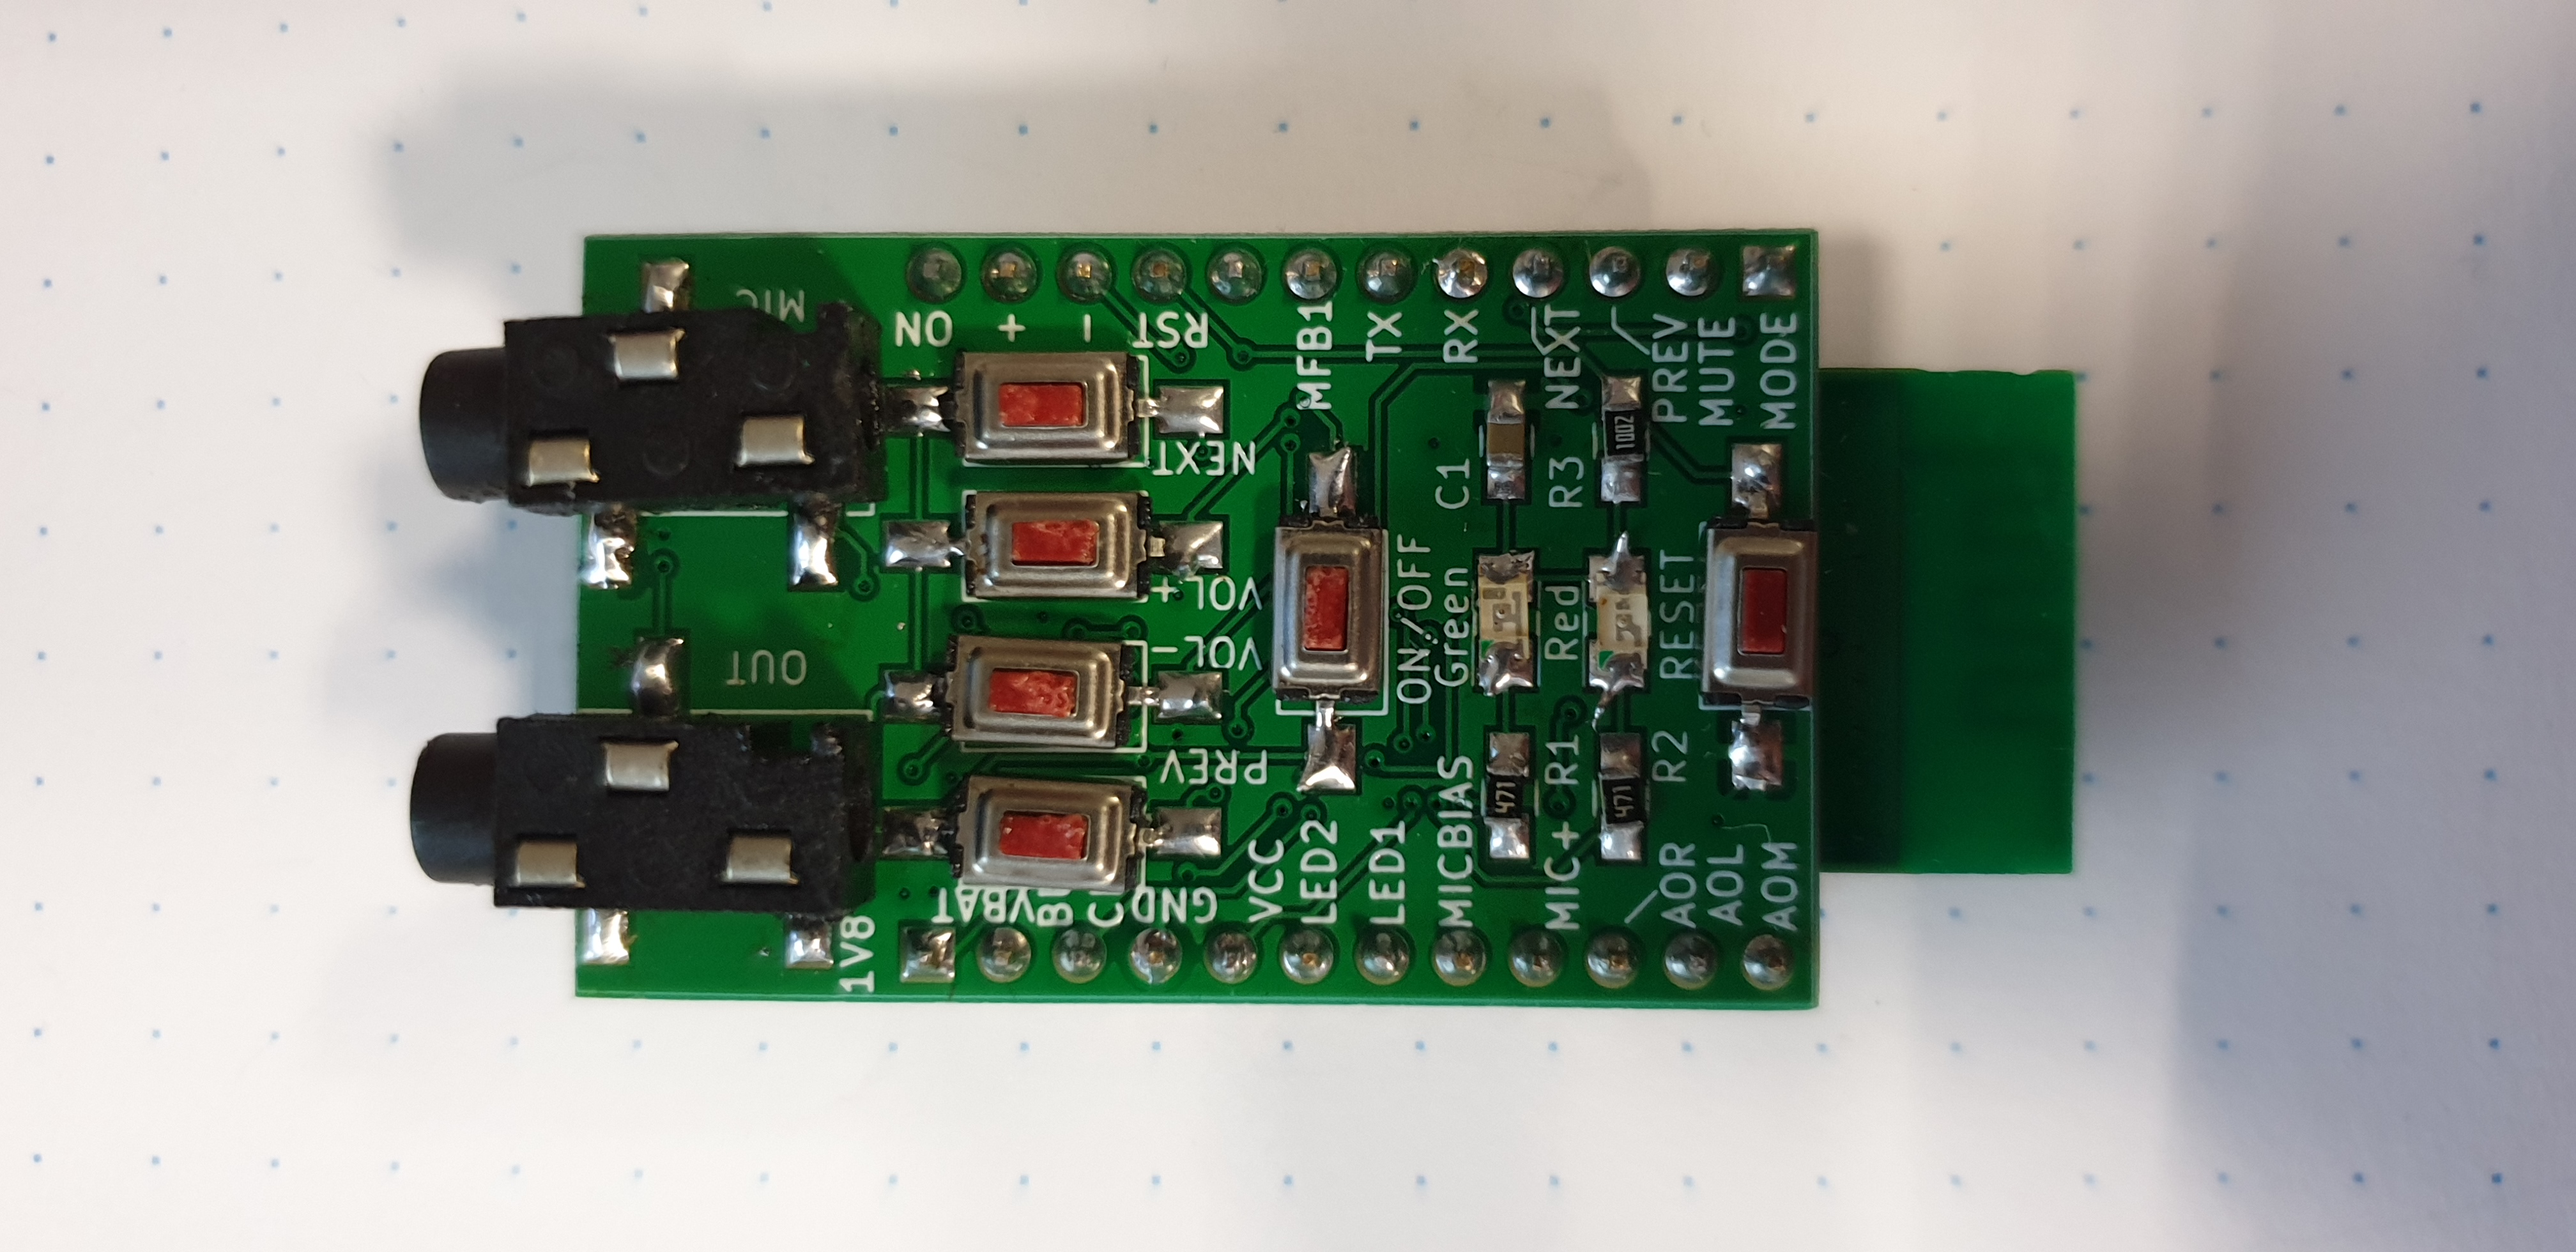 MIC
ON
+
-
RST
MFB1
TX
RX
NEXT
PREV
MUTE
MODE
NEXT
C1
R3
1002
VOL+
VOL-
ON/OFF
Green
Red
RESET
OUT
PREV
R1
R2
471
471
VBAT
GND
VCC
LED2
LED1
MICBIAS
MIC+
AOR
AOL
AOM
1V8